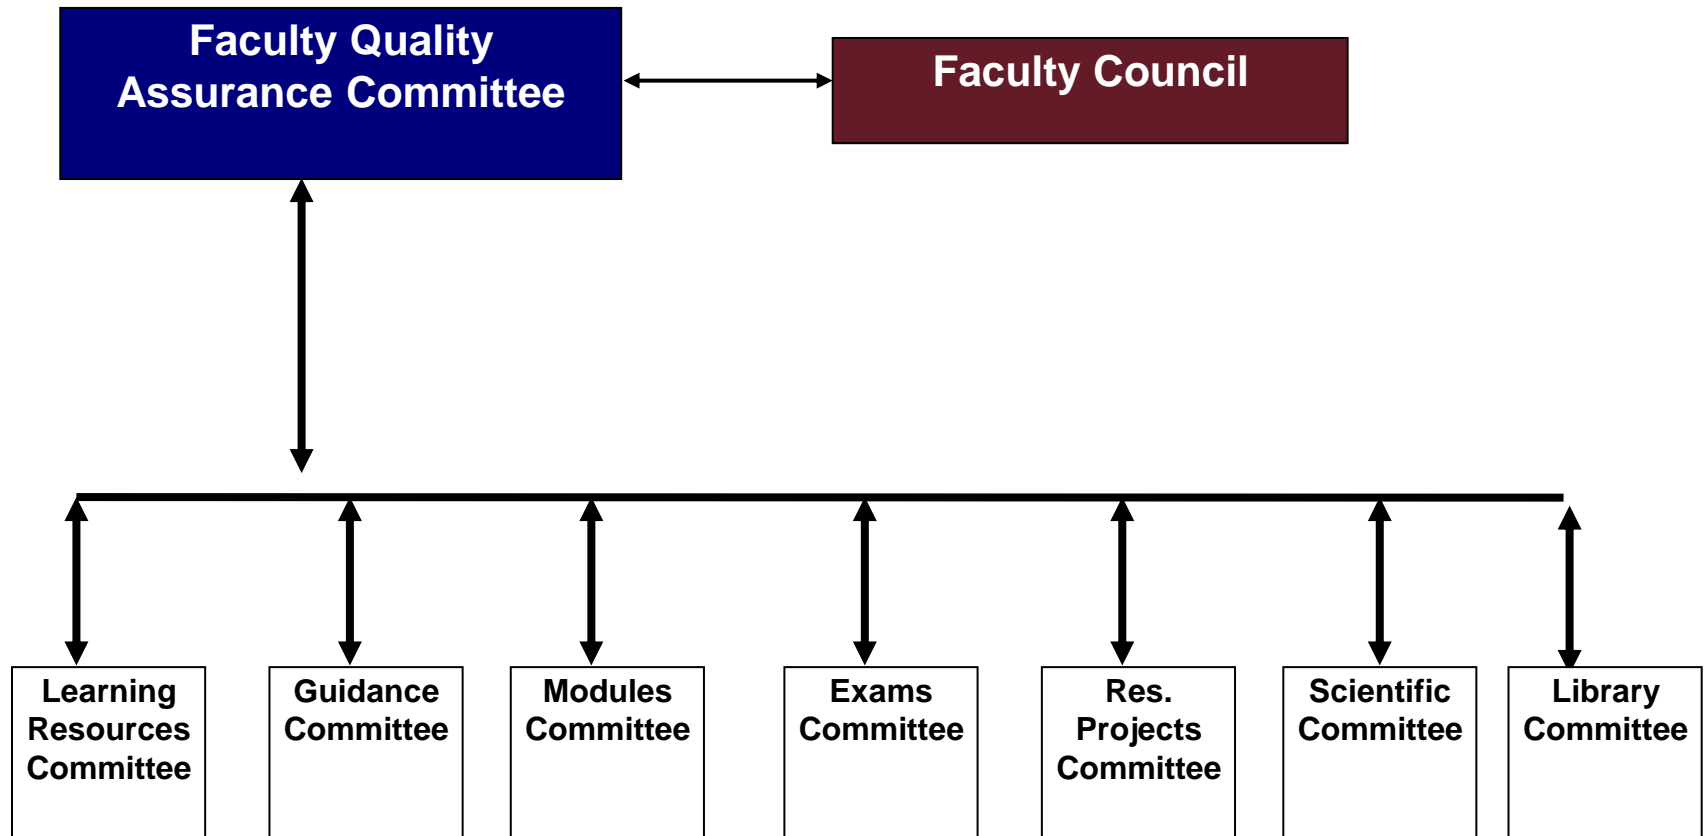 Faculty Quality
Assurance Committee
Faculty Council
Learning
Resources
Committee
Guidance
Committee
Modules
Committee
Exams
Committee
Res.
Projects
Committee
Scientific
Committee
Library
Committee